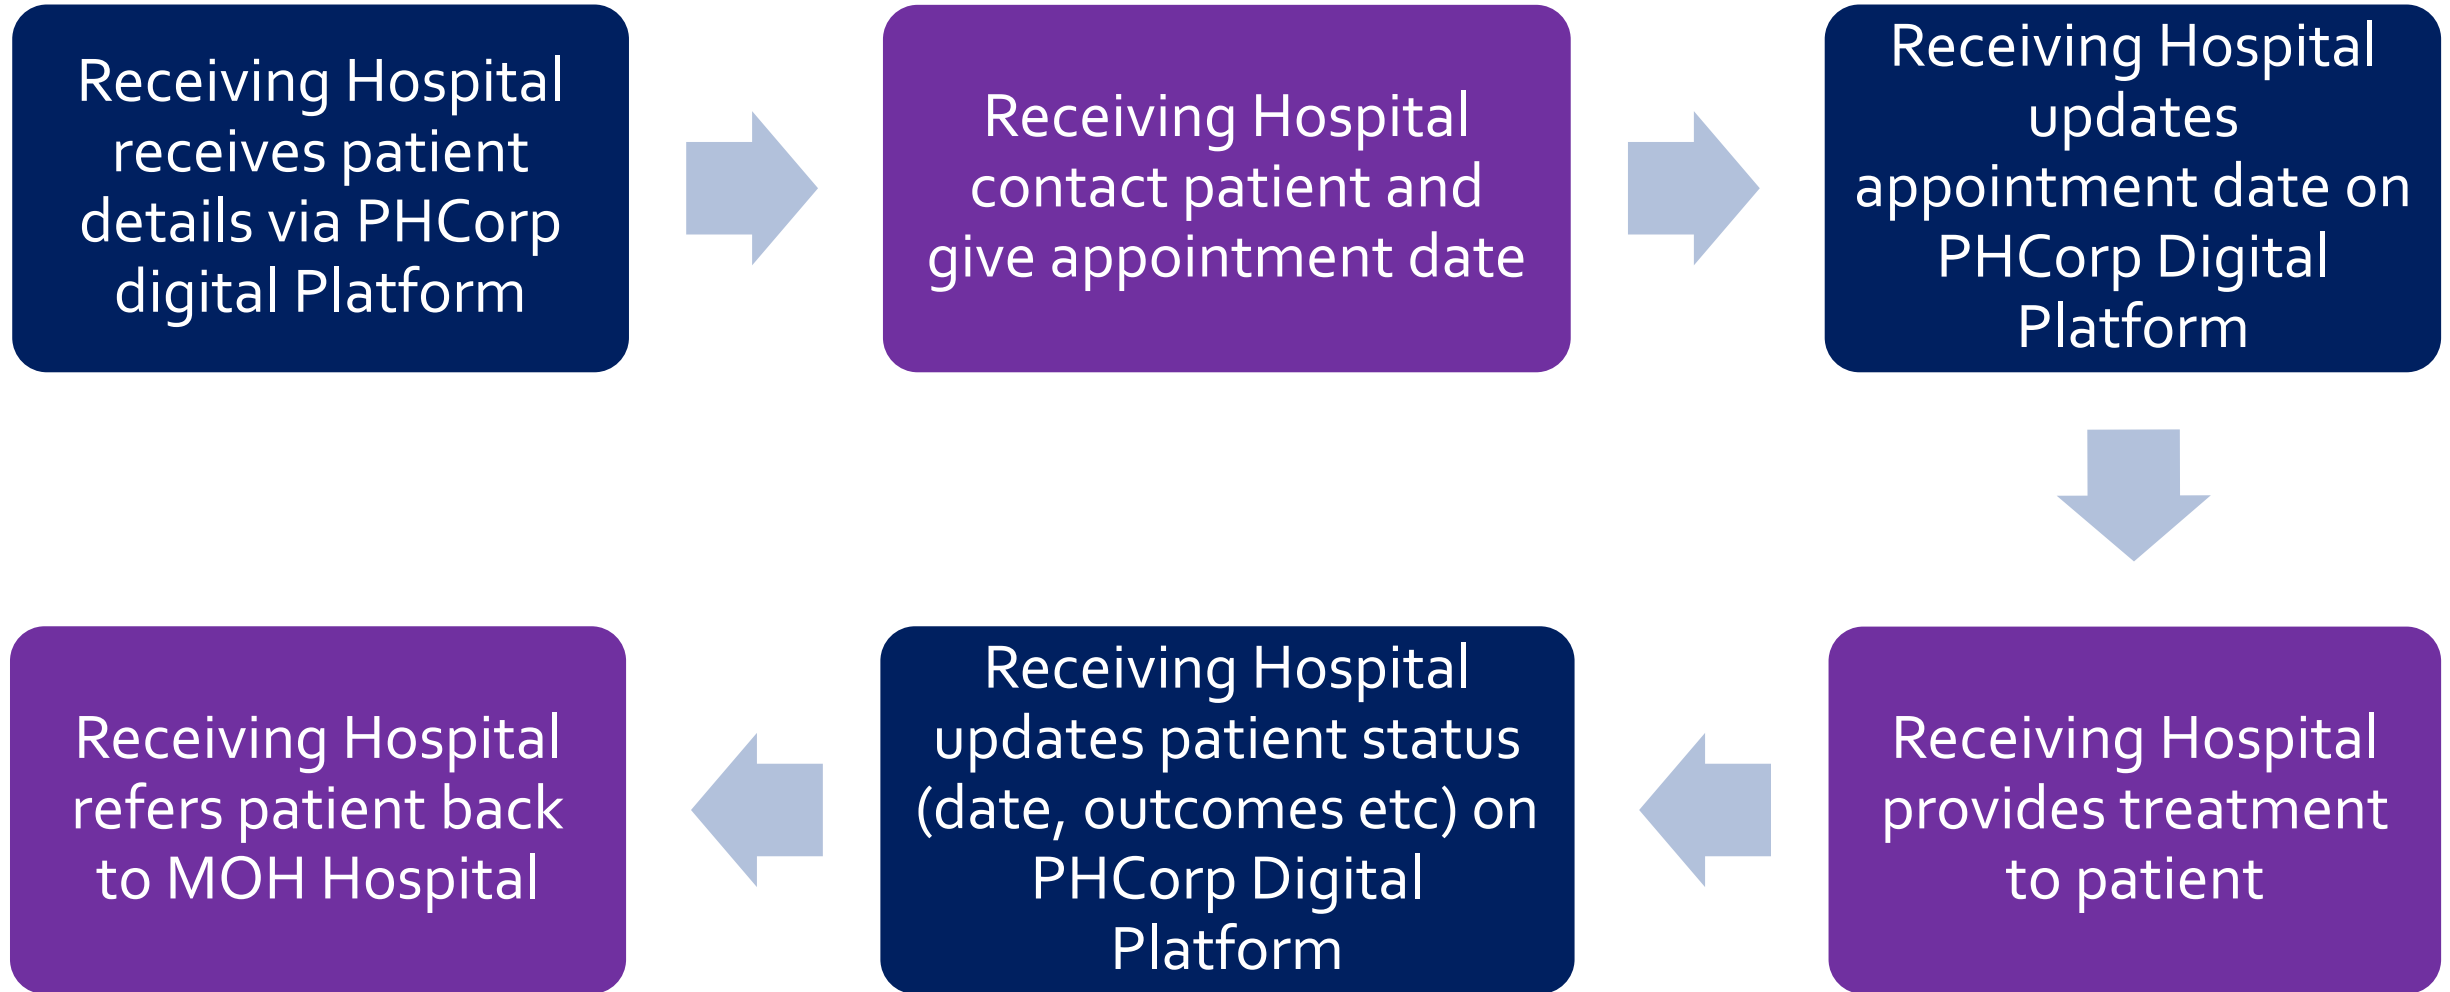 Receiving Hospital
receives patient
details via PHCorp
digital Platform
Receiving Hospital
contact patient and
give appointment date
Receiving Hospital
updates
appointment date on
PHCorp Digital
Platform
Receiving Hospital
provides treatment
to patient
Receiving Hospital
updates patient status
(date, outcomes etc) on
PHCorp Digital
Platform
Receiving Hospital
refers patient back
to MOH Hospital